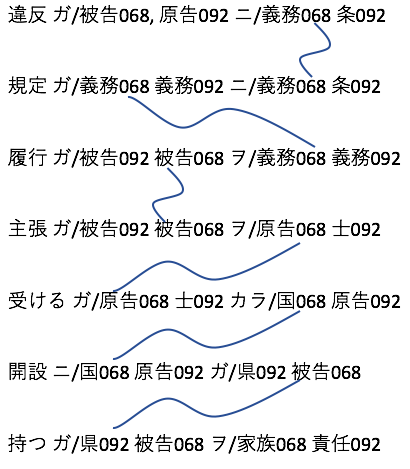 違反 ガ/被告068, 原告092 ニ/義務068 条092
規定 ガ/義務068 義務092 ニ/義務068 条092
履行 ガ/被告092 被告068 ヲ/義務068 義務092
主張 ガ/被告092 被告068 ヲ/原告068 士092
受ける ガ/原告068 士092 カラ/国068 原告092
開設 ニ/国068 原告092 ガ/県092 被告068
持つ ガ/県092 被告068 ヲ/家族068 責任092